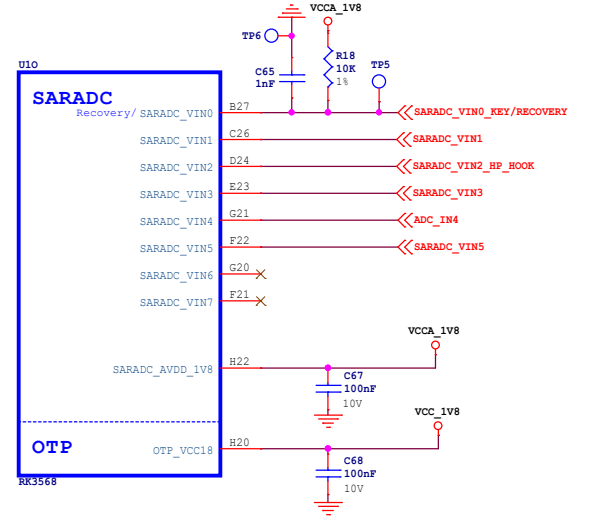 VCCA_1V8
TP6
R18
10K
1%
TP5
C65
1nF
U1O
SARADC
Recovery/ SARADC_VIN0 B27 SARADC_VIN0_KEY/RECOVERY
SARADC_VIN1 C26 SARADC_VIN1
SARADC_VIN2 D24 SARADC_VIN2_HP_HOOK
SARADC_VIN3 E23 SARADC_VIN3
SARADC_VIN4 G21 ADC_IN4
SARADC_VIN5 F22 SARADC_VIN5
SARADC_VIN6 G20
SARADC_VIN7 F21
VCCA_1V8
SARADC_AVDD_1V8 H22
C67
100nF
10V
VCC_1V8
OTP
OTP_VCC18 H20
C68
100nF
10V
RK3568